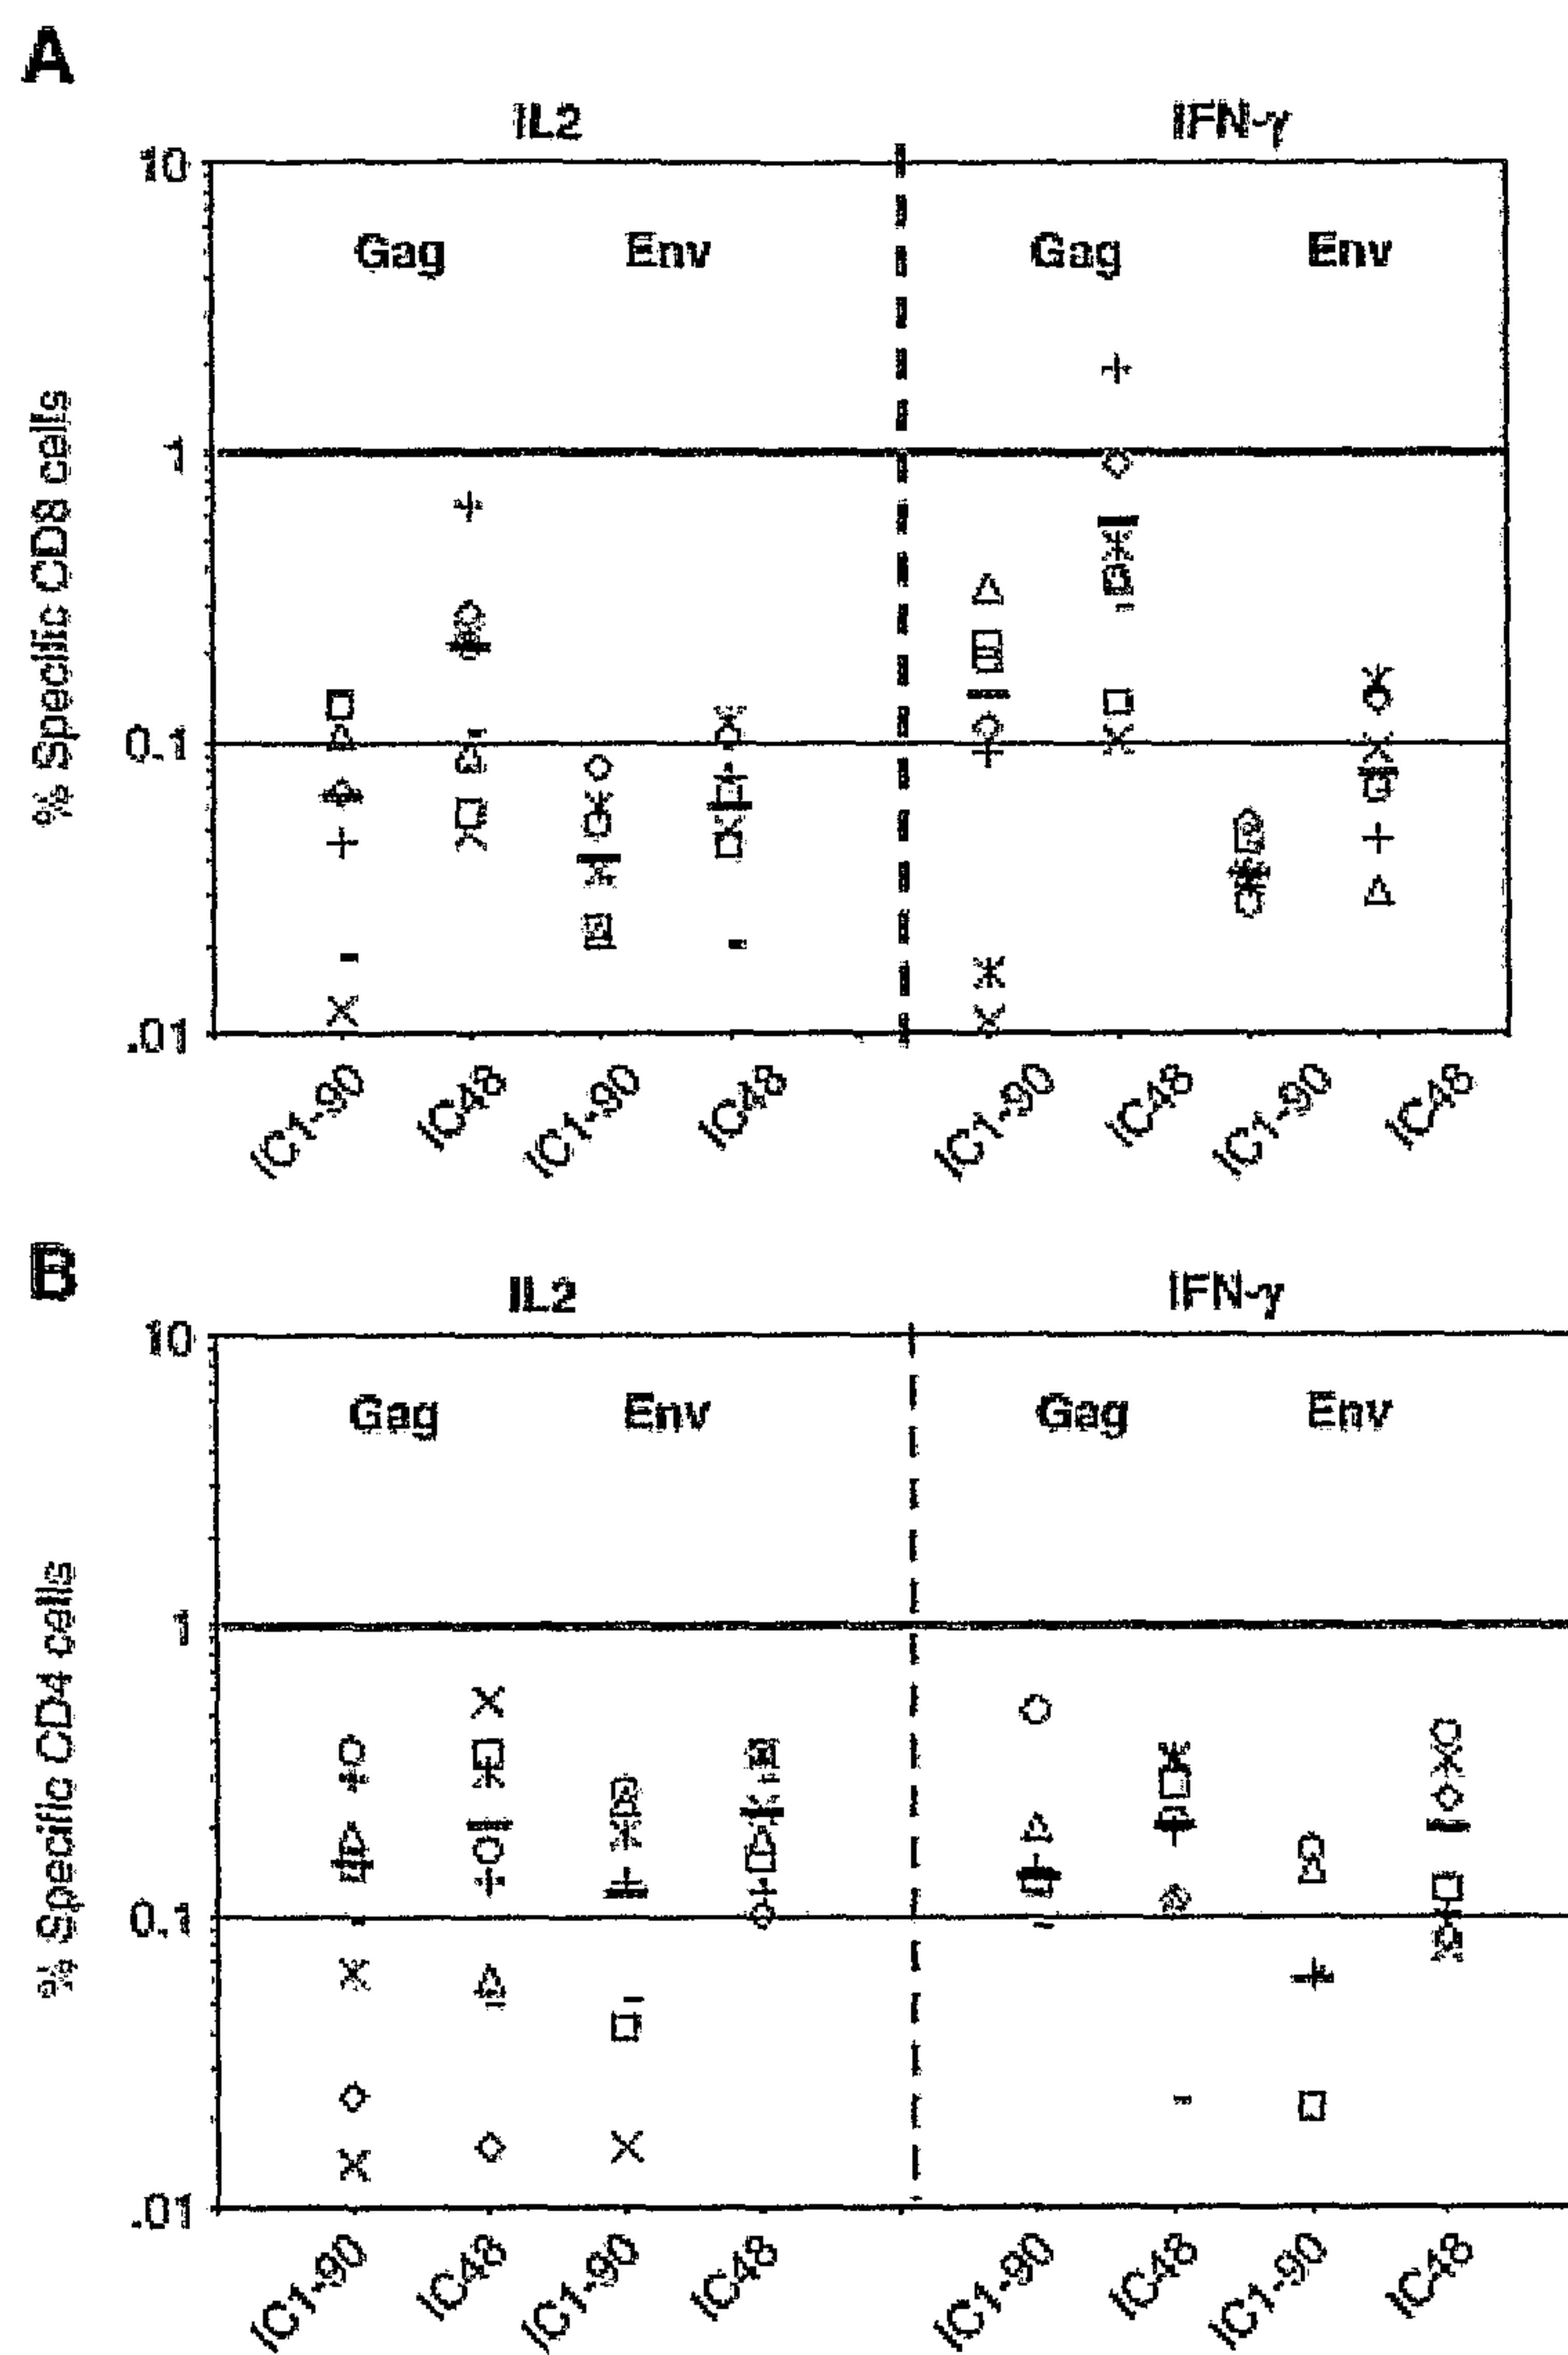 A
IL2 IFN-γ
10
Gag Env Gag Env
% Specific CD8 cells
1
0.1
.01
IC1-90 IC48 IC1-90 IC48 IC1-90 IC48 IC1-90 IC48
B
IL2 IFN-γ
10
Gag Env Gag Env
% Specific CD4 cells
1
0.1
.01
IC1-90 IC48 IC1-90 IC48 IC1-90 IC48 IC1-90 IC48